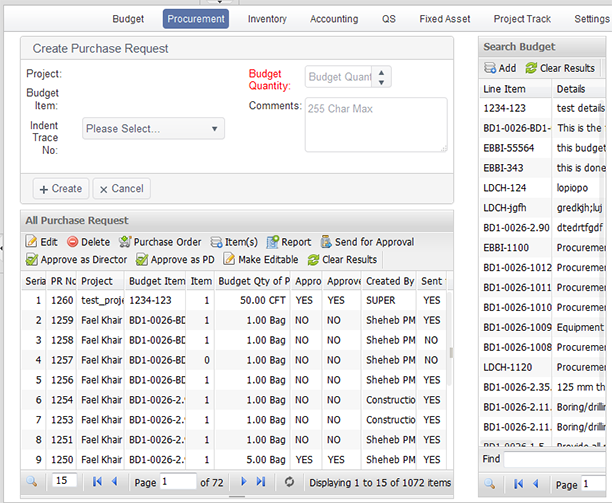 Budget Procurement Inventory Accounting QS Fixed Asset Project Track Settings
Create Purchase Request
Project:
Budget Quantity: Budget Quant
Budget Item:
Comments: 255 Char Max
Indent Trace No: Please Select...
+ Create × Cancel
All Purchase Request
Edit Delete Purchase Order Item(s) Report Send for Approval
Approve as Director Approve as PD Make Editable Clear Results
Seria PR No Project Budget Item Item Budget Qty of P Appro Approve Created By Sent
1 1260 test_proje 1234-123 1 50.00 CFT YES YES SUPER YES
2 1259 Fael Khair BD1-0026-BD 1 1.00 Bag NO NO Sheheb PM YES
3 1258 Fael Khair BD1-0026-BD 1 1.00 Bag NO NO Sheheb PM NO
4 1257 Fael Khair BD1-0026-BD 0 1.00 Bag NO NO Sheheb PM NO
5 1256 Fael Khair BD1-0026-BD 1 1.00 Bag NO NO Sheheb PM YES
6 1254 Fael Khair BD1-0026-2.9 1 1.00 Bag NO NO Constructio YES
7 1253 Fael Khair BD1-0026-2.9 1 1.00 Bag NO NO Constructio YES
8 1251 Fael Khair BD1-0026-2.9 1 1.00 Bag NO NO Sheheb PM YES
9 1250 Fael Khair BD1-0026-2.9 1 5.00 Bag YES YES Sheheb PM YES
15 Page 1 of 72 Displaying 1 to 15 of 1072 items
Search Budget
Add Clear Results
Line Item Details
1234-123 test details
BD1-0026-BD1- This is the
EBBI-55564 this budget
EBBI-343 this is done
LDCH-124 lopiopo
LDCH-jgfh gredkjh;luj
BD1-0026-2.90 dtedrtfgdf
EBBI-1100 Procuremen
BD1-0026-1012 Procuremen
BD1-0026-1011 Procuremen
BD1-0026-1010 Procuremen
BD1-0026-1009 Equipment
BD1-0026-1008 Procuremen
LDCH-1120 Procuremen
BD1-0026-2.35. 125 mm th
BD1-0026-2.11. Boring/drillin
BD1-0026-2.11. Boring/drillin
Find
Page 1